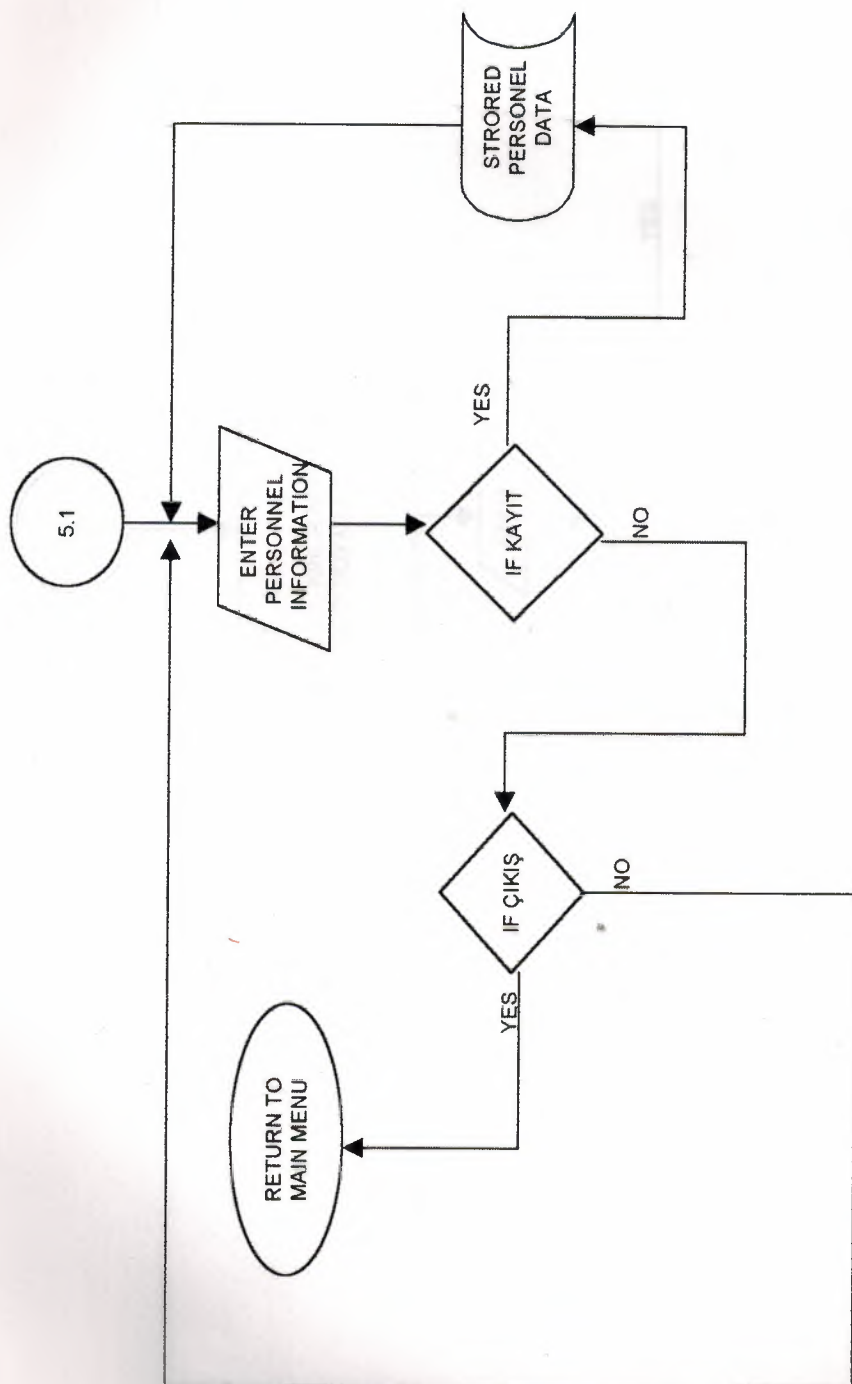 5.1
ENTER
PERSONNEL
INFORMATION
IF KAYIT
YES
NO
STRORED
PERSONEL
DATA
IF ÇIKIŞ
YES
NO
RETURN TO
MAIN MENU